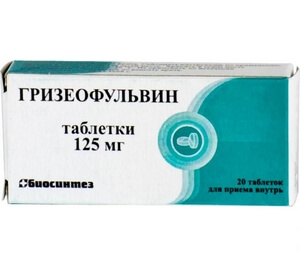 ГРИЗЕОФУЛЬВИН
таблетки
125 мг
Биосинтез
20 таблеток
для приема внутрь